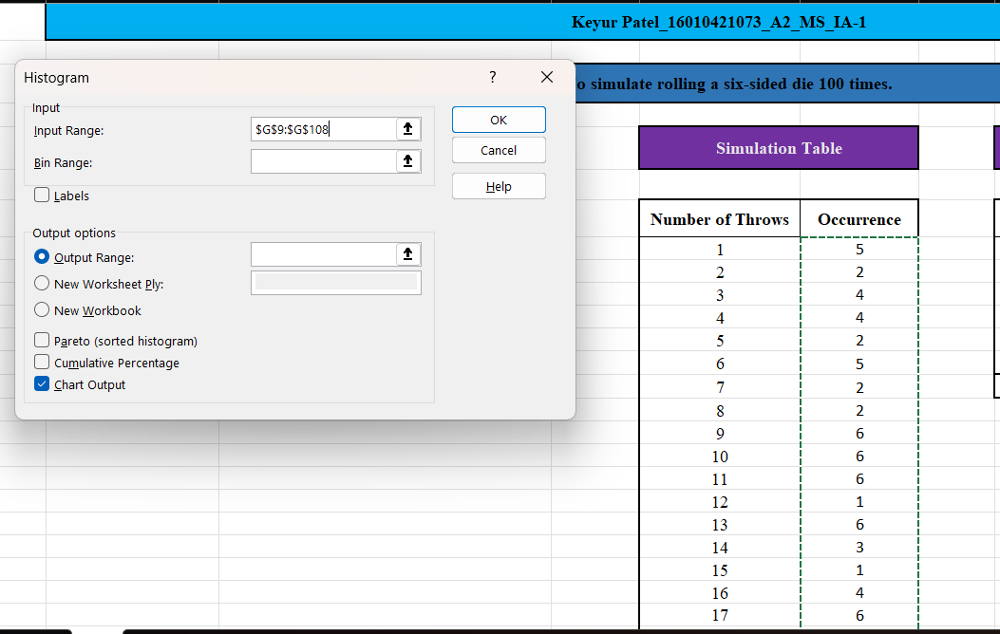 Keyur Patel_16010421073_A2_MS_IA-1
o simulate rolling a six-sided die 100 times.
Histogram
?
Input
Input Range:
$G$9:$G$108
Bin Range:
Labels
OK
Cancel
Help
Output options
Output Range:
New Worksheet Ply:
New Workbook
Pareto (sorted histogram)
Cumulative Percentage
Chart Output
Simulation Table
Number of Throws Occurrence
1 5
2 2
3 4
4 4
5 2
6 5
7 2
8 2
9 6
10 6
11 6
12 1
13 6
14 3
15 1
16 4
17 6